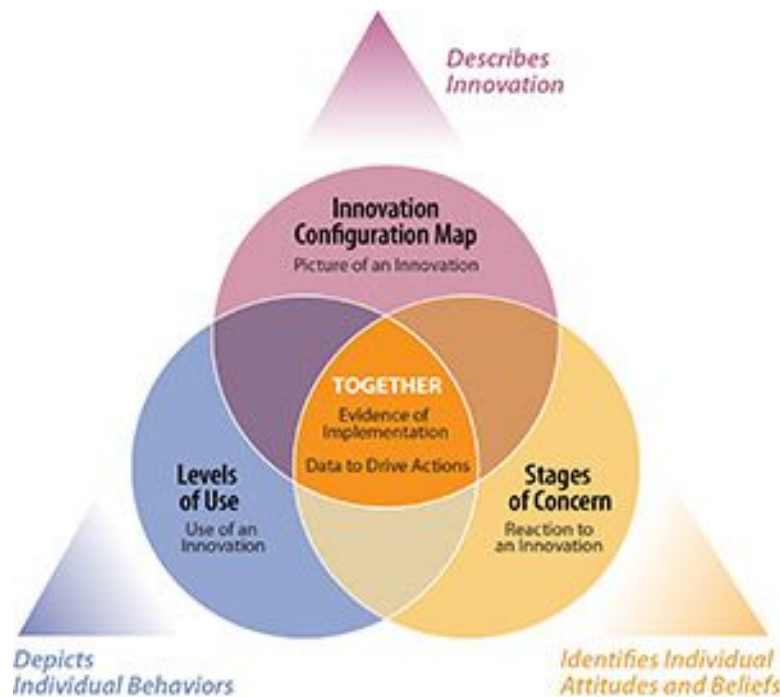 Describes
Innovation
Innovation
Configuration Map
Picture of an Innovation
TOGETHER
Evidence of
Implementation
Data to Drive Actions
Levels
of Use
Use of an
Innovation
Stages
of Concern
Reaction to
an Innovation
Depicts
Individual Behaviors
Identifies Individual
Attitudes and Beliefs